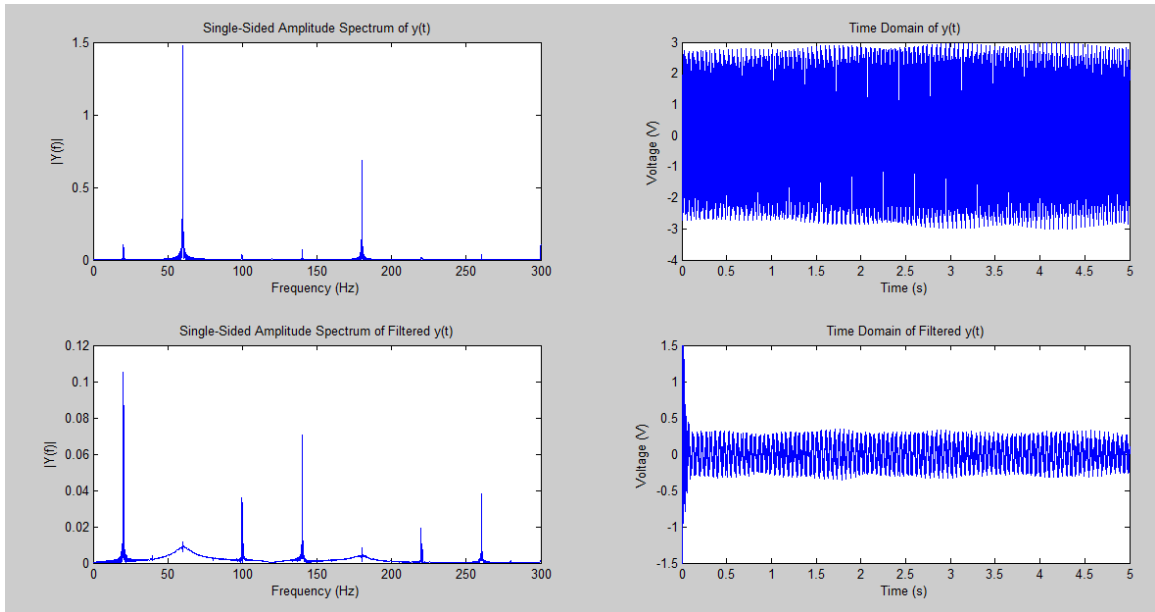 Single-Sided Amplitude Spectrum of y(t)
1.5
1
0.5
0
|Y(f)|
0 50 100 150 200 250 300
Frequency (Hz)
Time Domain of y(t)
3
2
1
0
-1
-2
-3
-4
Voltage (V)
0 0.5 1 1.5 2 2.5 3 3.5 4 4.5 5
Time (s)
Single-Sided Amplitude Spectrum of Filtered y(t)
0.12
0.1
0.08
0.06
0.04
0.02
0
|Y(f)|
0 50 100 150 200 250 300
Frequency (Hz)
Time Domain of Filtered y(t)
1.5
1
0.5
0
-0.5
-1
-1.5
Voltage (V)
0 0.5 1 1.5 2 2.5 3 3.5 4 4.5 5
Time (s)